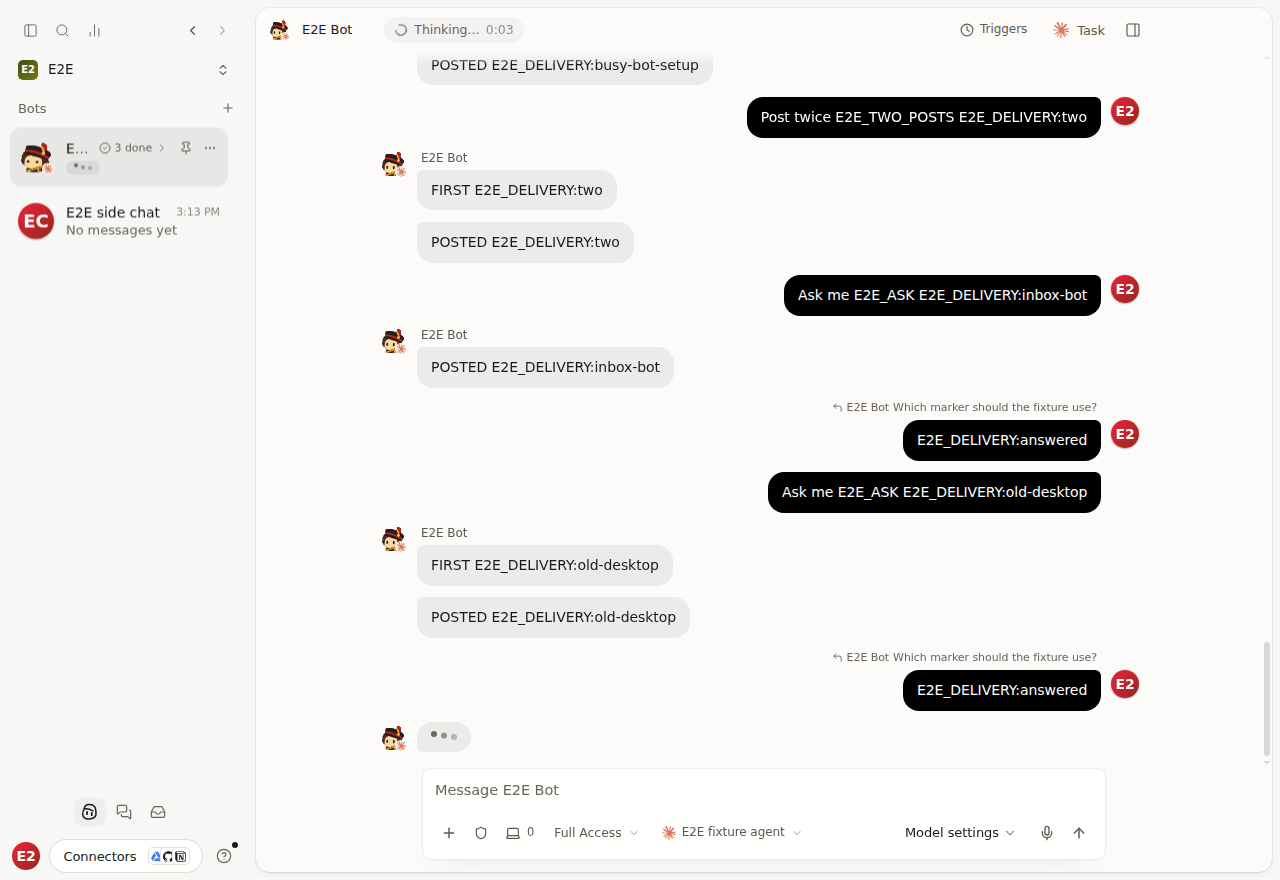 E2E Bot
Thinking... 0:03
Triggers
Task
E2 E2E
Bots
E... 3 done
EC E2E side chat 3:13 PM
No messages yet
POSTED E2E_DELIVERY:busy-bot-setup
Post twice E2E_TWO_POSTS E2E_DELIVERY:two E2
E2E Bot
FIRST E2E_DELIVERY:two
POSTED E2E_DELIVERY:two
Ask me E2E_ASK E2E_DELIVERY:inbox-bot E2
E2E Bot
POSTED E2E_DELIVERY:inbox-bot
E2E Bot Which marker should the fixture use?
E2E_DELIVERY:answered E2
Ask me E2E_ASK E2E_DELIVERY:old-desktop
E2E Bot
FIRST E2E_DELIVERY:old-desktop
POSTED E2E_DELIVERY:old-desktop
E2E Bot Which marker should the fixture use?
E2E_DELIVERY:answered E2
Message E2E Bot
0 Full Access E2E fixture agent Model settings
E2 Connectors